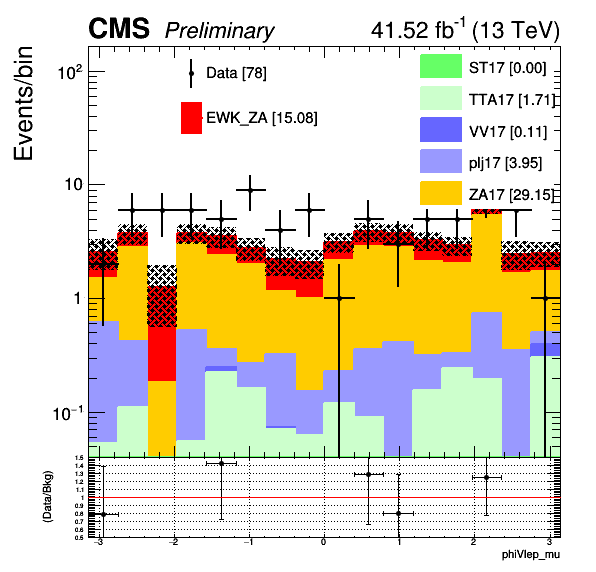 CMS Preliminary 41.52 fb⁻¹ (13 TeV)
Events/bin
10²
10
1
10⁻¹
Data [78]
EWK_ZA [15.08]
ST17 [0.00]
TTA17 [1.71]
VV17 [0.11]
plj17 [3.95]
ZA17 [29.15]
(Data/Bkg)
1.5
1.4
1.3
1.2
1.1
1
0.9
0.8
0.7
0.6
0.5
−3 −2 −1 0 1 2 3
phiVlep_mu